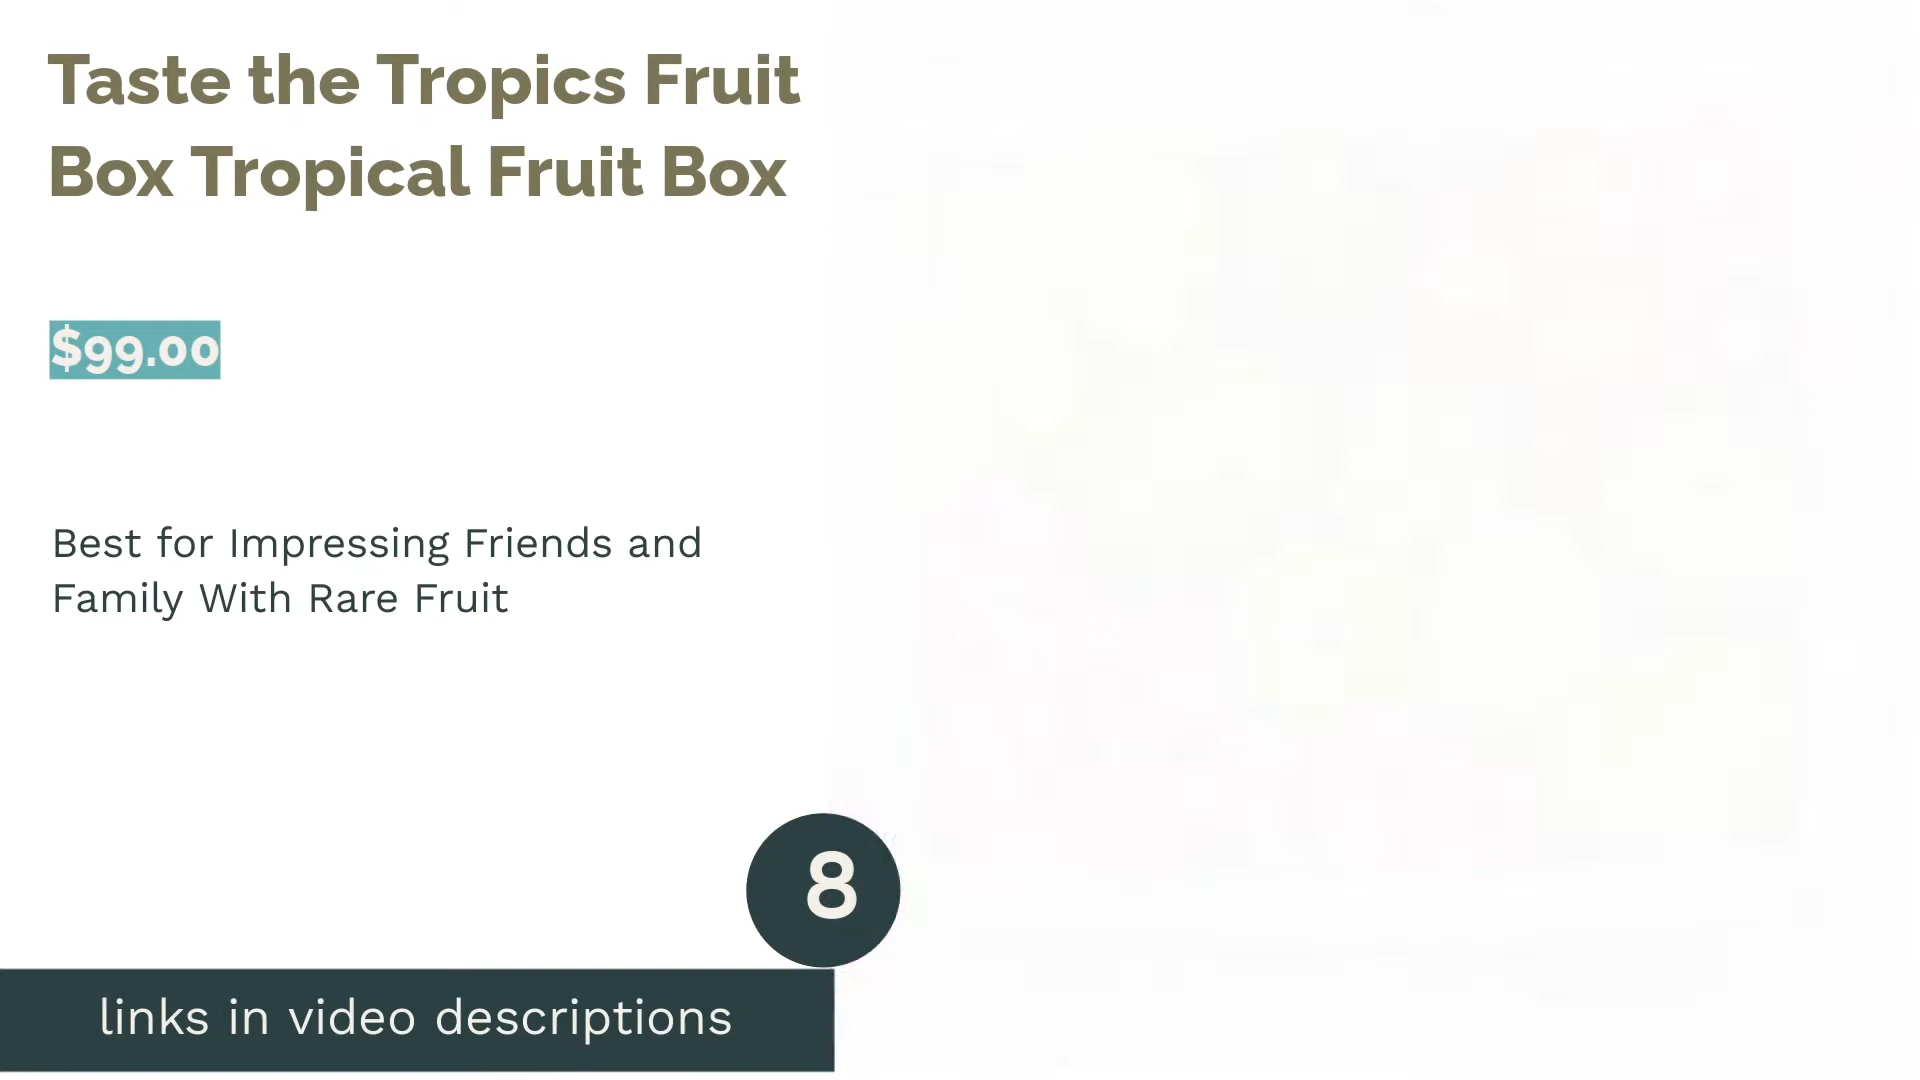 Taste the Tropics Fruit
Box Tropical Fruit Box
$99.00
Best for Impressing Friends and
Family With Rare Fruit
8
links in video descriptions